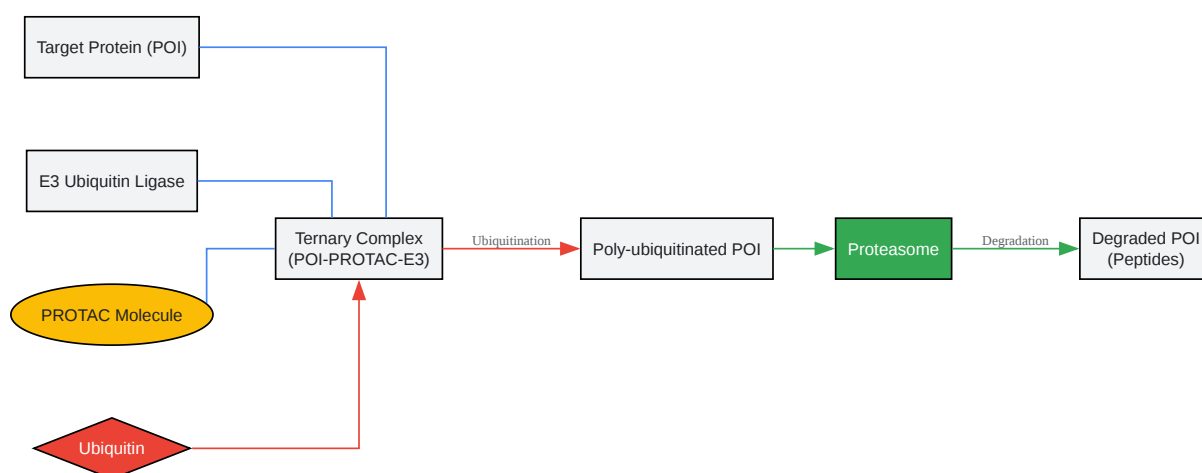 Target Protein (POI)
E3 Ubiquitin Ligase
Ternary Complex
(POI-PROTAC-E3)
Ubiquitination
Poly-ubiquitinated POI
Proteasome
Degradation
Degraded POI
(Peptides)
PROTAC Molecule
Ubiquitin